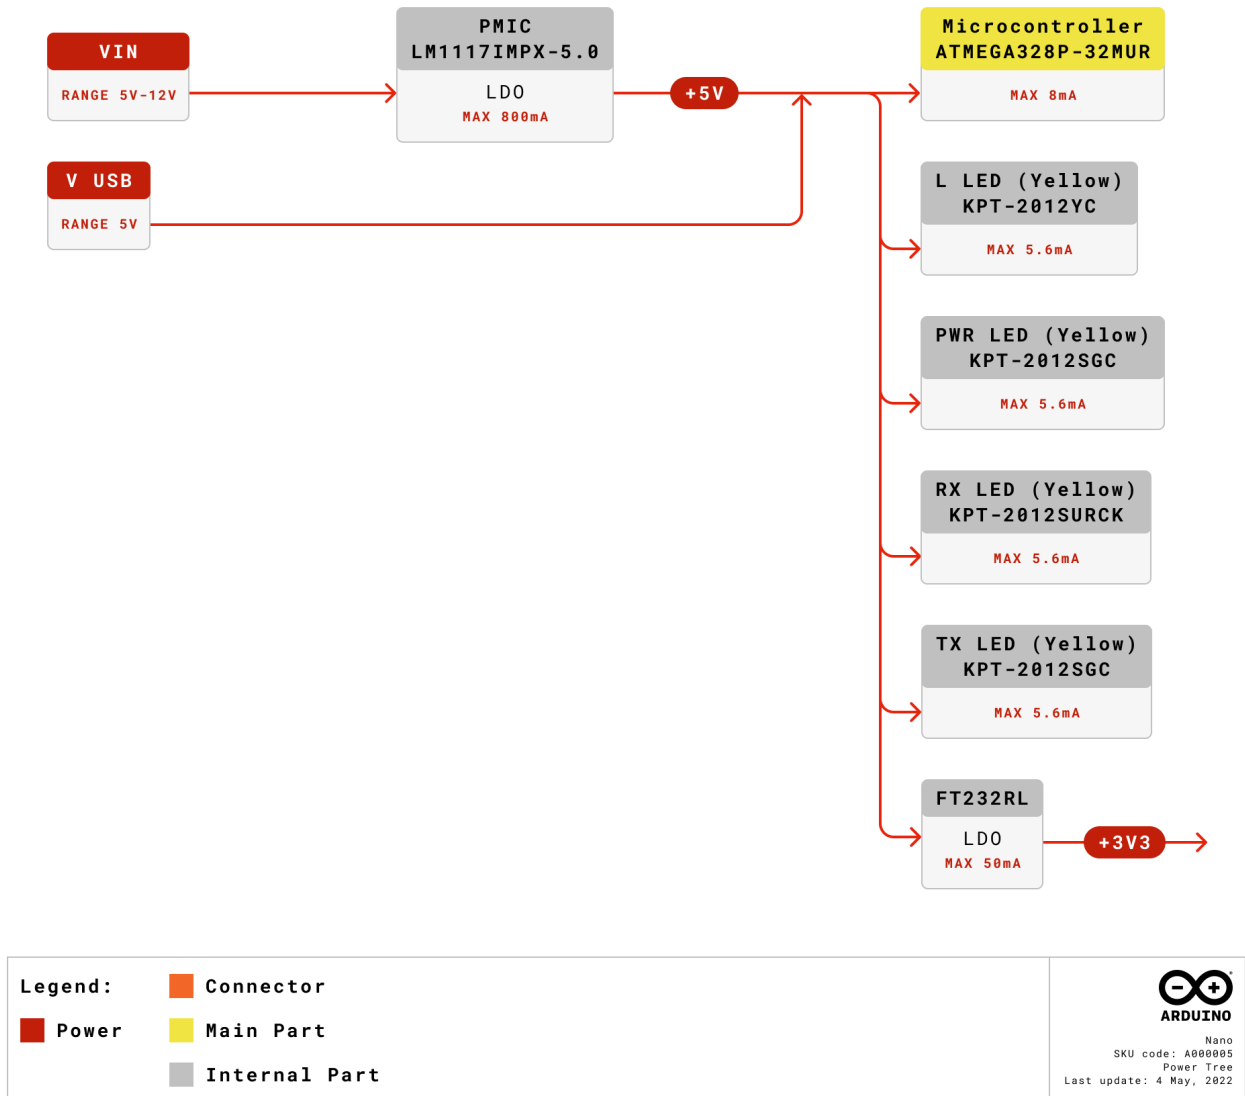 VIN
RANGE 5V-12V
V USB
RANGE 5V
PMIC
LM1117IMPX-5.0
LDO
MAX 800mA
+5V
Microcontroller
ATMEGA328P-32MUR
MAX 8mA
L LED (Yellow)
KPT-2012YC
MAX 5.6mA
PWR LED (Yellow)
KPT-2012SGC
MAX 5.6mA
RX LED (Yellow)
KPT-2012SURCK
MAX 5.6mA
TX LED (Yellow)
KPT-2012SGC
MAX 5.6mA
FT232RL
LDO
MAX 50mA
+3V3
Legend:
Power
Connector
Main Part
Internal Part
ARDUINO
Nano
SKU code: A000005
Power Tree
Last update: 4 May, 2022